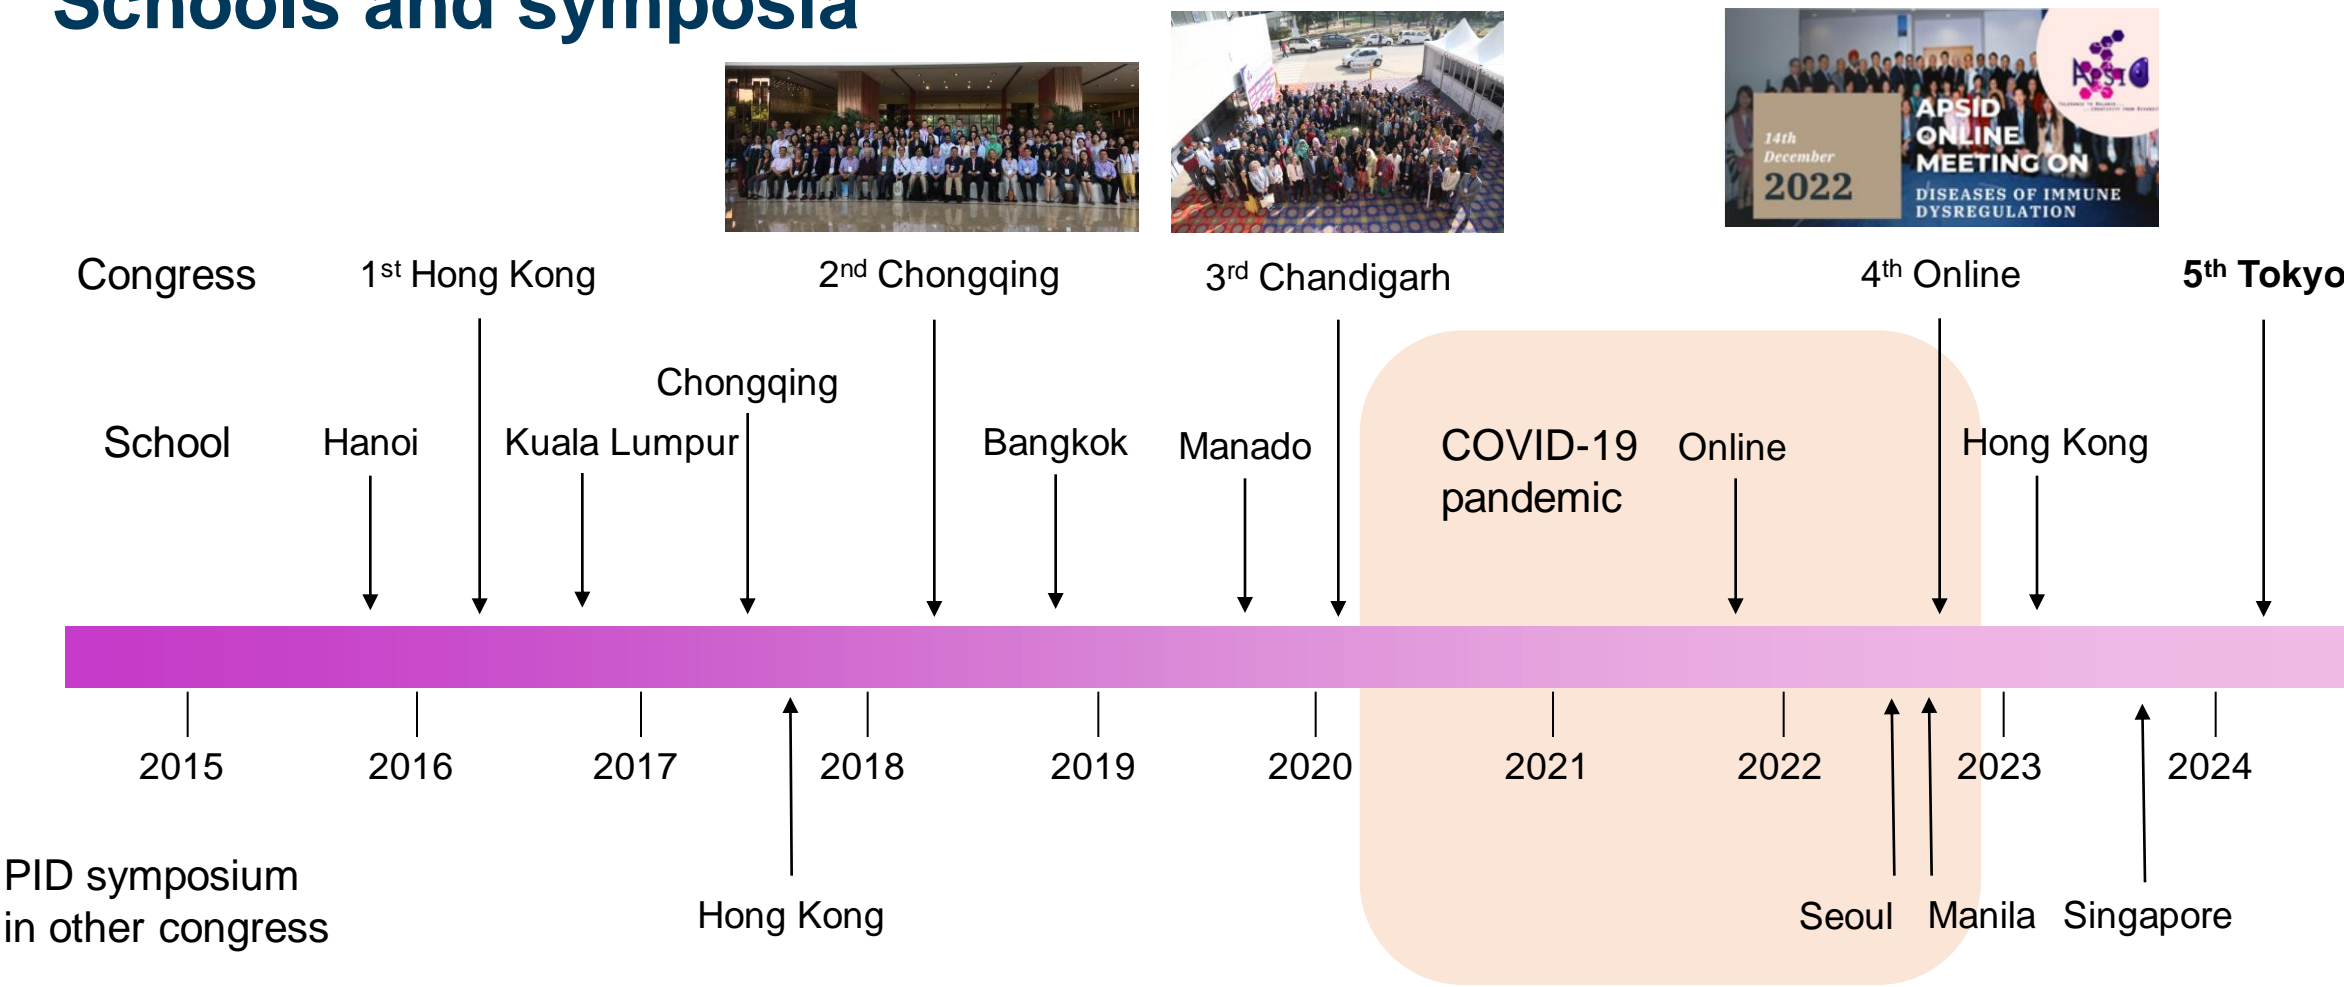 Schools and symposia
14th
December
2022
APSID
ONLINE
MEETING ON
DISEASES OF IMMUNE
DYSREGULATION
Congress
1st Hong Kong
2nd Chongqing
3rd Chandigarh
4th Online
5th Tokyo
Chongqing
School
Hanoi
Kuala Lumpur
Bangkok
Manado
COVID-19
pandemic
Online
Hong Kong
2015
2016
2017
2018
2019
2020
2021
2022
2023
2024
PID symposium
in other congress
Hong Kong
Seoul
Manila
Singapore